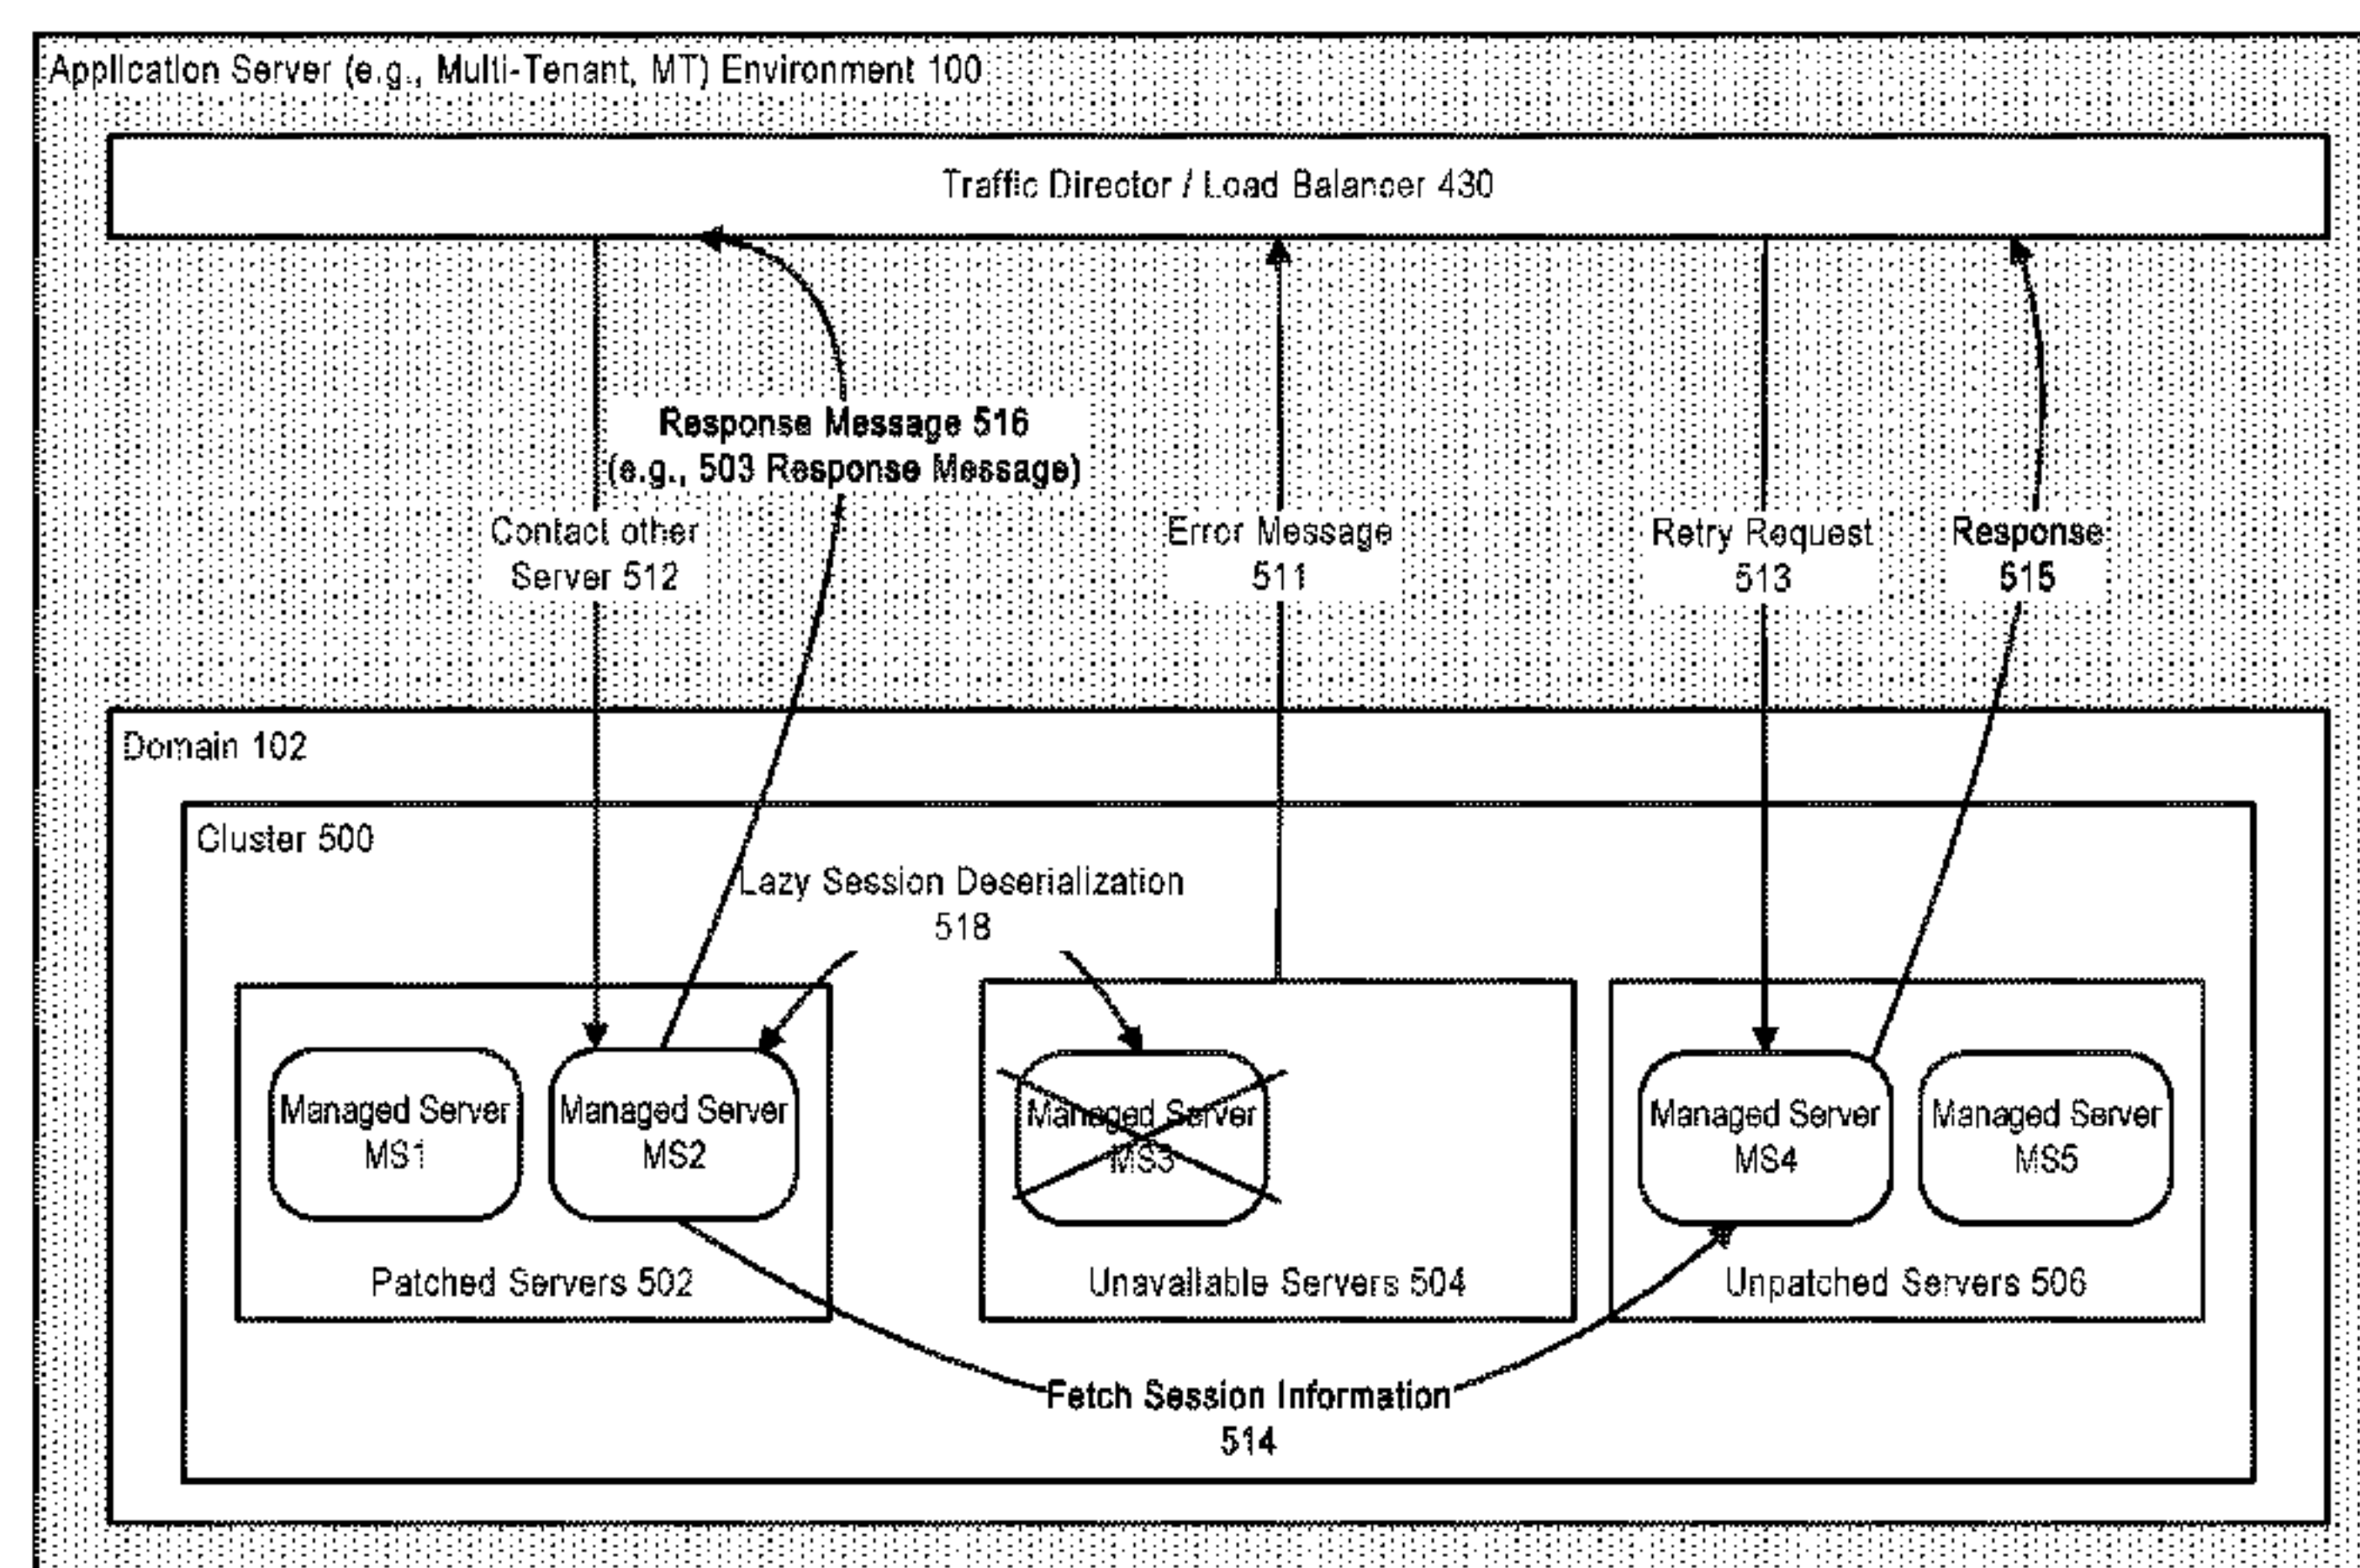 Application Server (e.g., Multi-Tenant, MT) Environment 100
Traffic Director / Load Balancer 430
Response Message 516
(e.g., 503 Response Message)
Contact other
Server 512
Error Message
511
Retry Request
513
Response
515
Domain 102
Cluster 500
Lazy Session Deserialization
518
Managed Server
MS1
Managed Server
MS2
Patched Servers 502
Managed Server
MS3
Unavailable Servers 504
Managed Server
MS4
Managed Server
MS5
Unpatched Servers 506
Fetch Session Information
514